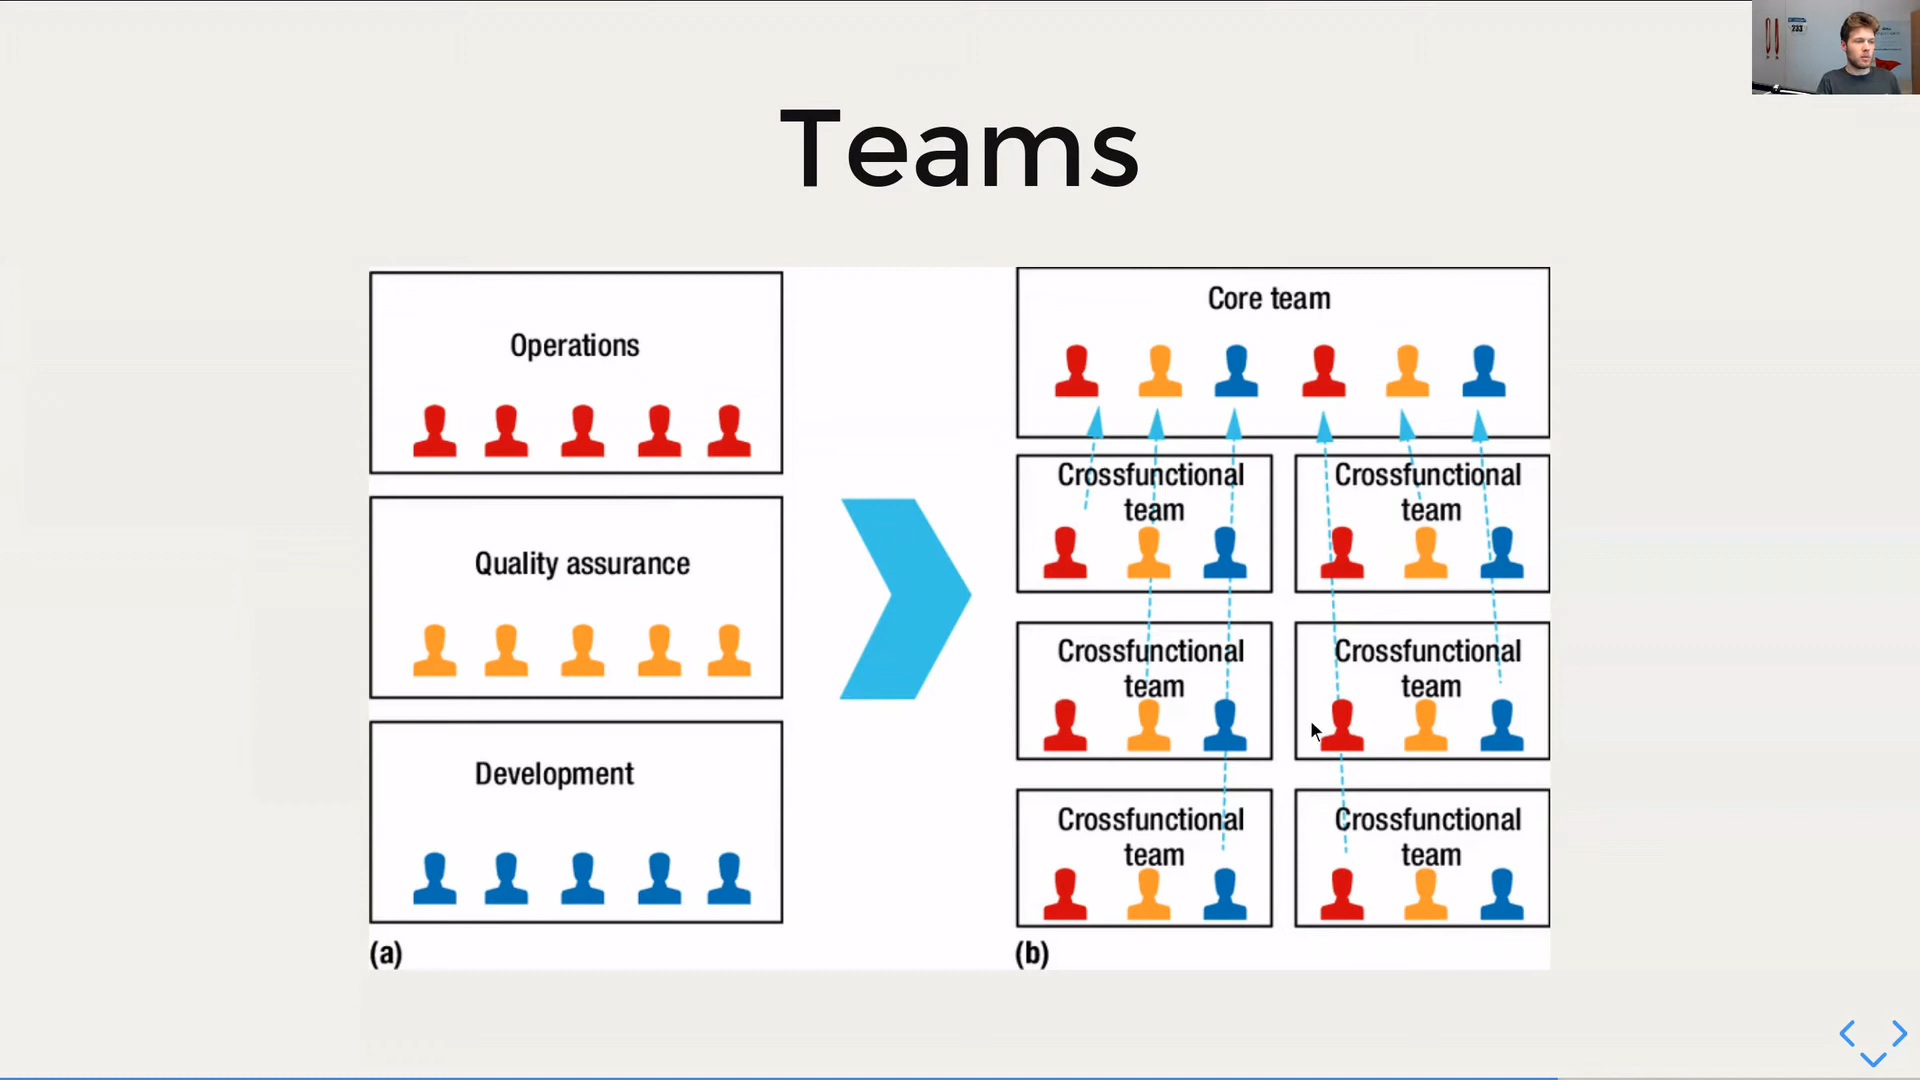 Teams
233
Operations
Quality assurance
Development
(a)
Core team
Crossfunctional
team
Crossfunctional
team
Crossfunctional
team
Crossfunctional
team
Crossfunctional
team
Crossfunctional
team
(b)